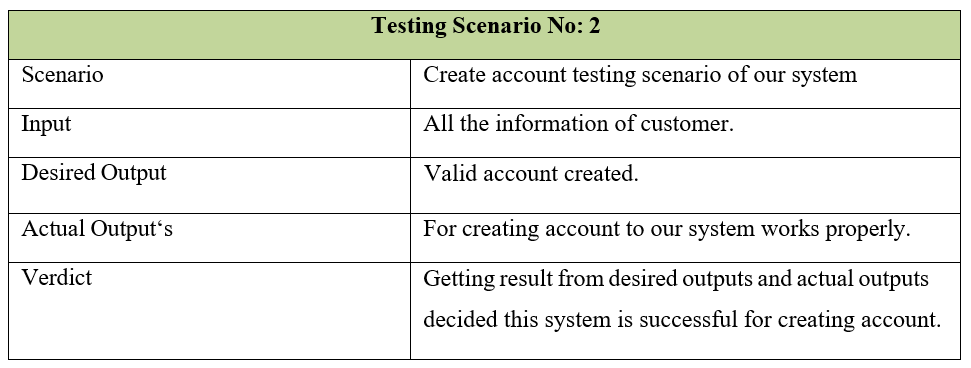 Testing Scenario No: 2
Scenario
Create account testing scenario of our system
Input
All the information of customer.
Desired Output
Valid account created.
Actual Output‘s
For creating account to our system works properly.
Verdict
Getting result from desired outputs and actual outputs
decided this system is successful for creating account.